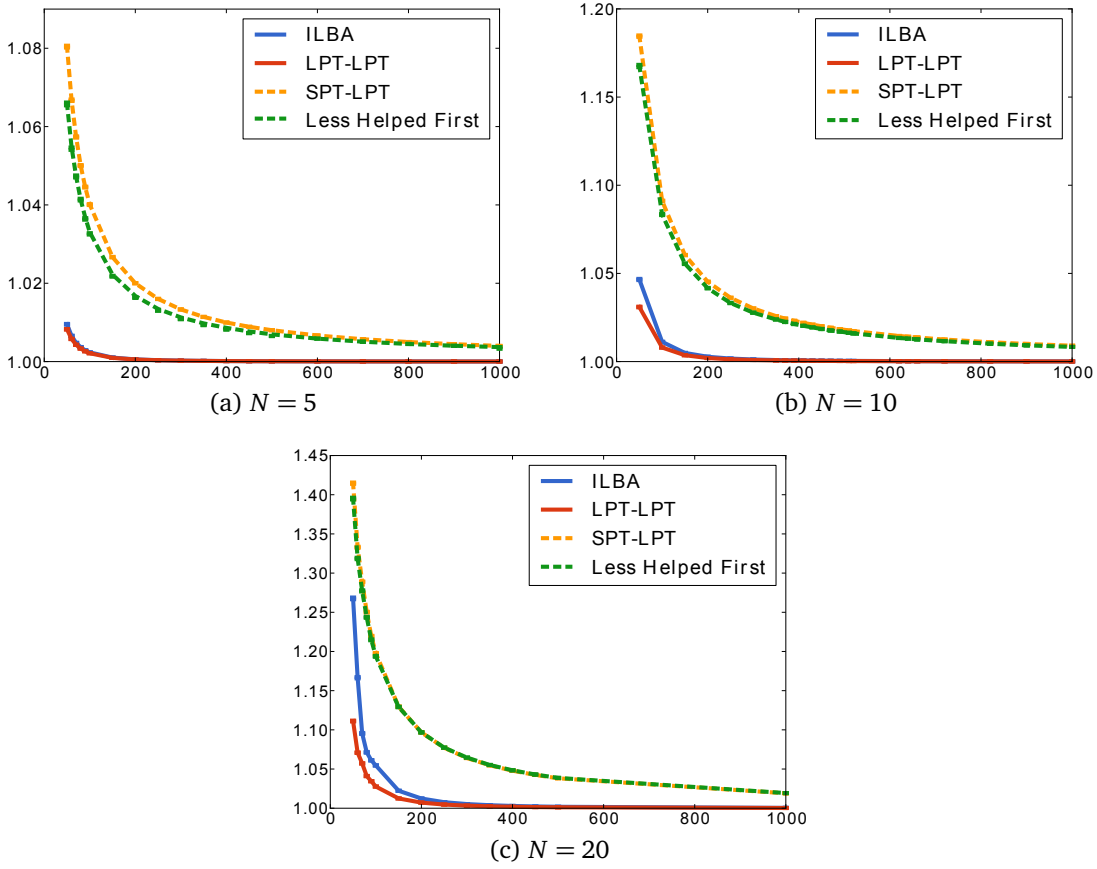 1.08
1.06
1.04
1.02
1.00
0 200 400 600 800 1000
ILBA
LPT-LPT
SPT-LPT
Less Helped First
(a) N = 5
1.20
1.15
1.10
1.05
1.00
0 200 400 600 800 1000
ILBA
LPT-LPT
SPT-LPT
Less Helped First
(b) N = 10
1.45
1.40
1.35
1.30
1.25
1.20
1.15
1.10
1.05
1.00
0 200 400 600 800 1000
ILBA
LPT-LPT
SPT-LPT
Less Helped First
(c) N = 20